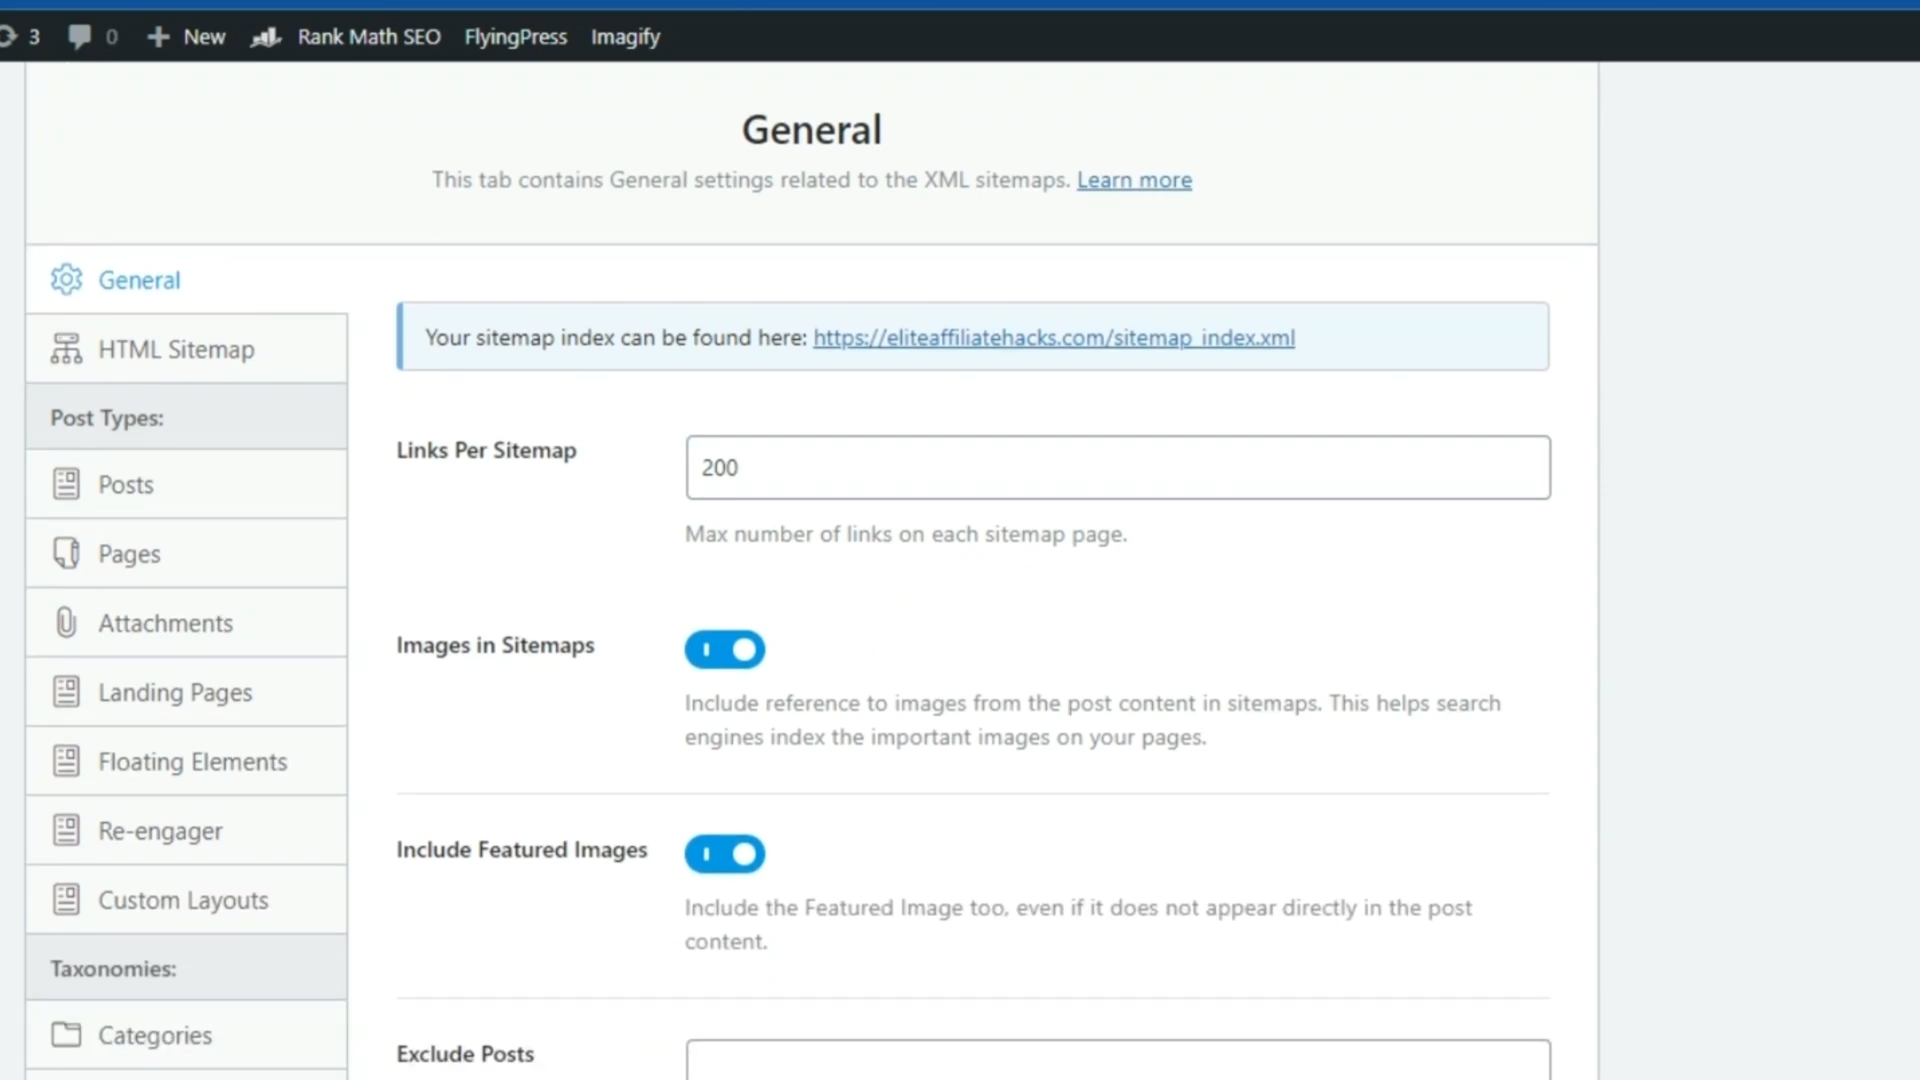 3 0 New Rank Math SEO FlyingPress Imagify
General
This tab contains General settings related to the XML sitemaps. Learn more
General
HTML Sitemap
Post Types:
Posts
Pages
Attachments
Landing Pages
Floating Elements
Re-engager
Custom Layouts
Taxonomies:
Categories
Your sitemap index can be found here: https://eliteaffiliatehacks.com/sitemap_index.xml
Links Per Sitemap
200
Max number of links on each sitemap page.
Images in Sitemaps
Include reference to images from the post content in sitemaps. This helps search
engines index the important images on your pages.
Include Featured Images
Include the Featured Image too, even if it does not appear directly in the post
content.
Exclude Posts